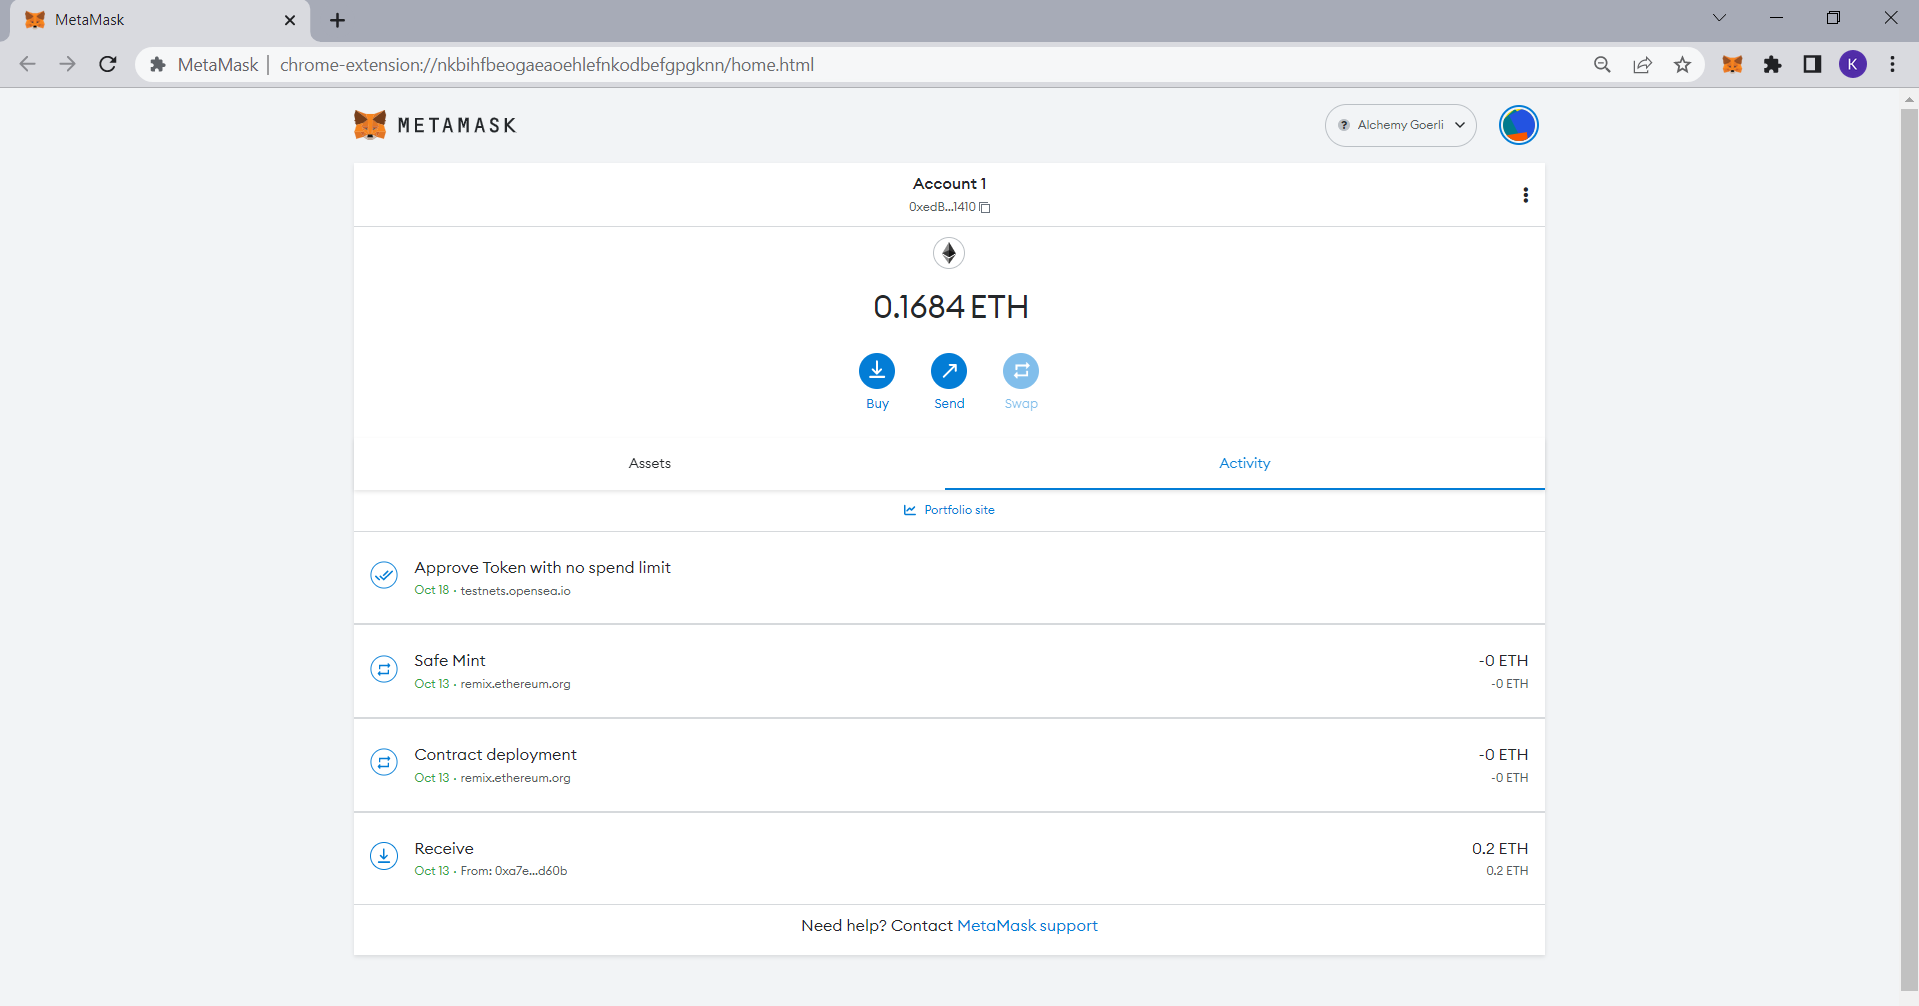 MetaMask
MetaMask | chrome-extension://nkbihfbeogaeaoehlefnkodbefgpgknn/home.html
K
METAMASK
? Alchemy Goerli
Account 1
0xedB...1410
0.1684 ETH
Buy Send Swap
Assets Activity
Portfolio site
Approve Token with no spend limit
Oct 18 · testnets.opensea.io
Safe Mint -0 ETH
Oct 13 · remix.ethereum.org -0 ETH
Contract deployment -0 ETH
Oct 13 · remix.ethereum.org -0 ETH
Receive 0.2 ETH
Oct 13 · From: 0xa7e...d60b 0.2 ETH
Need help? Contact MetaMask support